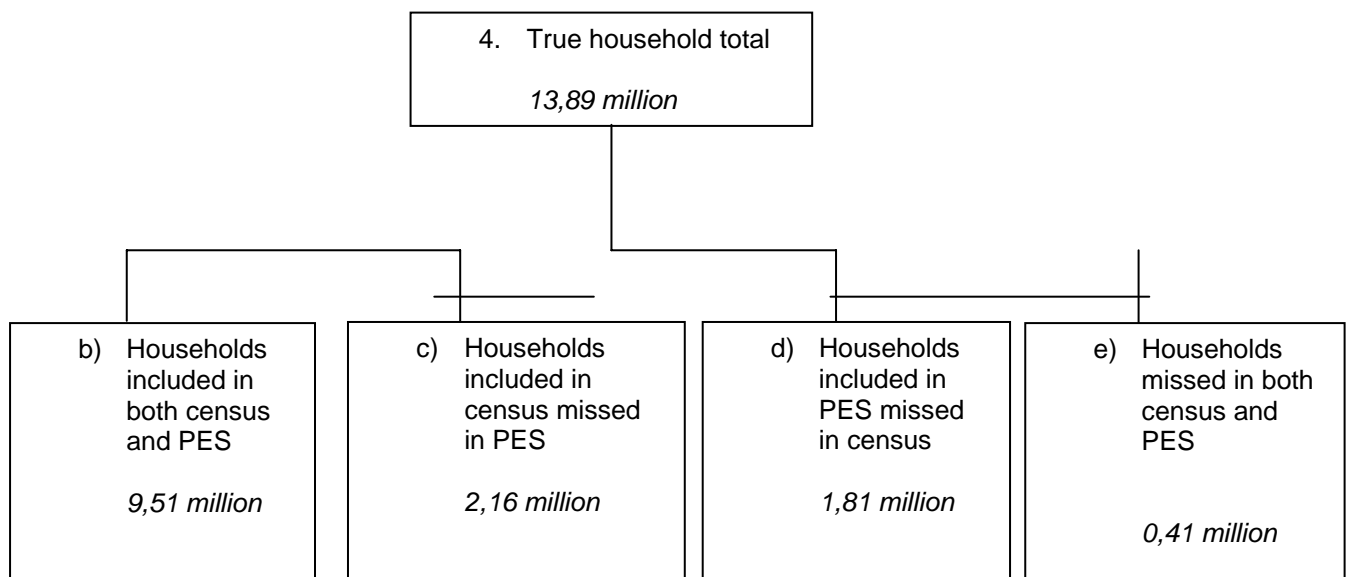 4. True household total
13,89 million
b) Households
included in
both census
and PES
9,51 million
c) Households
included in
census missed
in PES
2,16 million
d) Households
included in
PES missed
in census
1,81 million
e) Households
missed in both
census and
PES
0,41 million